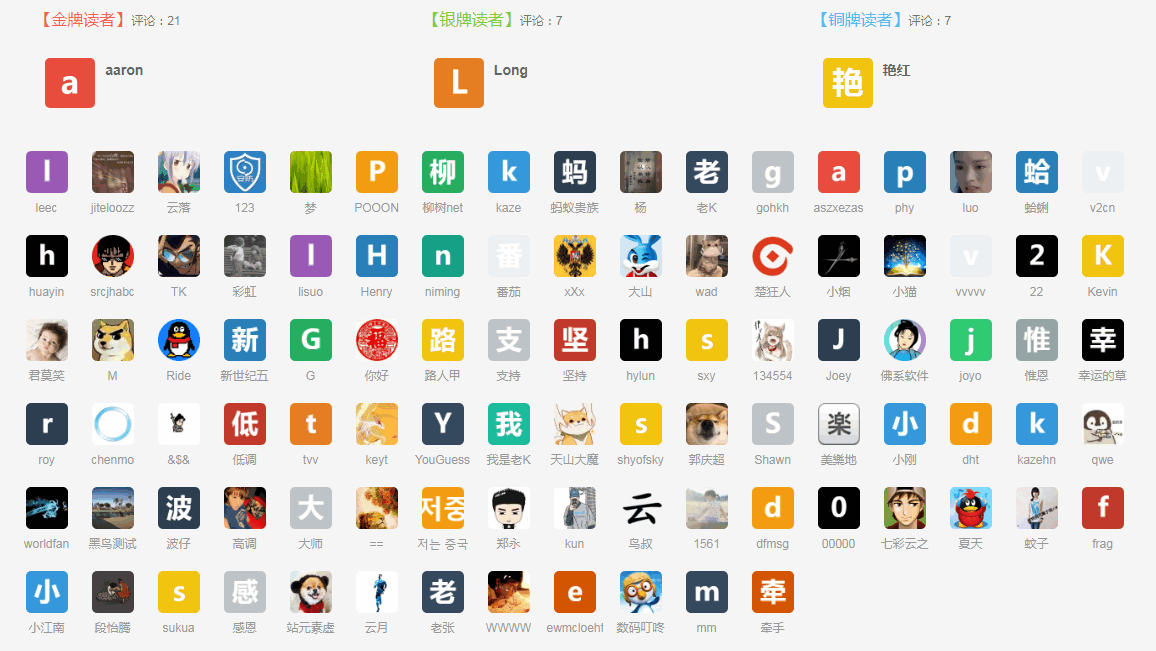 【金牌读者】评论：21 【银牌读者】评论：7 【铜牌读者】评论：7
a aaron L Long 艳 艳红
l P 柳 k 蚂 老 g a p 蛤 v
leec jiteloozz 云落 123 梦 POOON 柳树net kaze 蚂蚁贵族 杨 老K gohkh aszxezas phy luo 蛤蜊 v2cn
h l H n 番 v 2 K
huayin srcjhabc TK 彩虹 lisuo Henry niming 番茄 xXx 大山 wad 楚狂人 小烟 小猫 vvvvv 22 Kevin
新 G 路 支 坚 h s J j 惟 幸
君莫笑 M Ride 新世纪五 G 你好 路人甲 支持 坚持 hylun sxy 134554 Joey 佛系软件 joyo 惟恩 幸运的草
r 低 t Y 我 s S 楽 小 d k
roy chenmo &$& 低调 tvv keyt YouGuess 我是老K 天山大魔 shyofsky 郭庆超 Shawn 美樂地 小刚 dht kazehn qwe
波 大 저중 云 d 0 f
worldfan 黑鸟测试 波仔 高调 大师 == 저는 중국 郑永 kun 鸟叔 1561 dfmsg 00000 七彩云之 夏天 蚊子 frag
小 s 感 老 e m 牵
小江南 段怡腾 sukua 感恩 站元素虚 云月 老张 WWWW ewmcloehf 数码叮咚 mm 牵手